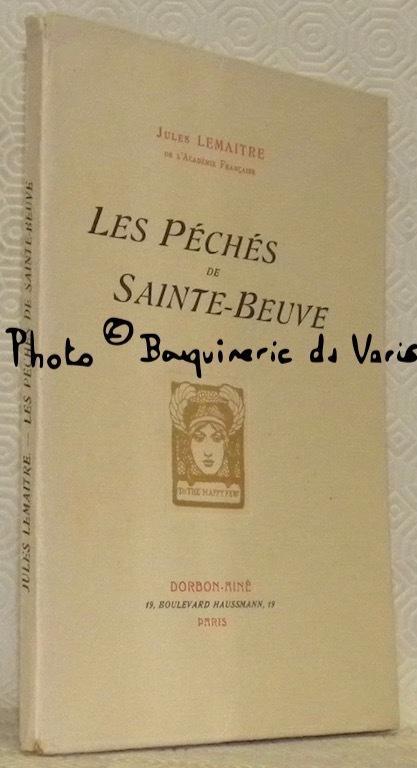 JULES LEMAITRE
DE L'ACADÉMIE FRANÇAISE
LES PÉCHÉS
DE
SAINTE-BEUVE
Photo © Bouquinerie du Varis
TO THE HAPPY FEW
DORBON-AINÉ
19, BOULEVARD HAUSSMANN, 19
PARIS
JULES LEMAITRE. — LES PÉCHÉS DE SAINTE-BEUVE